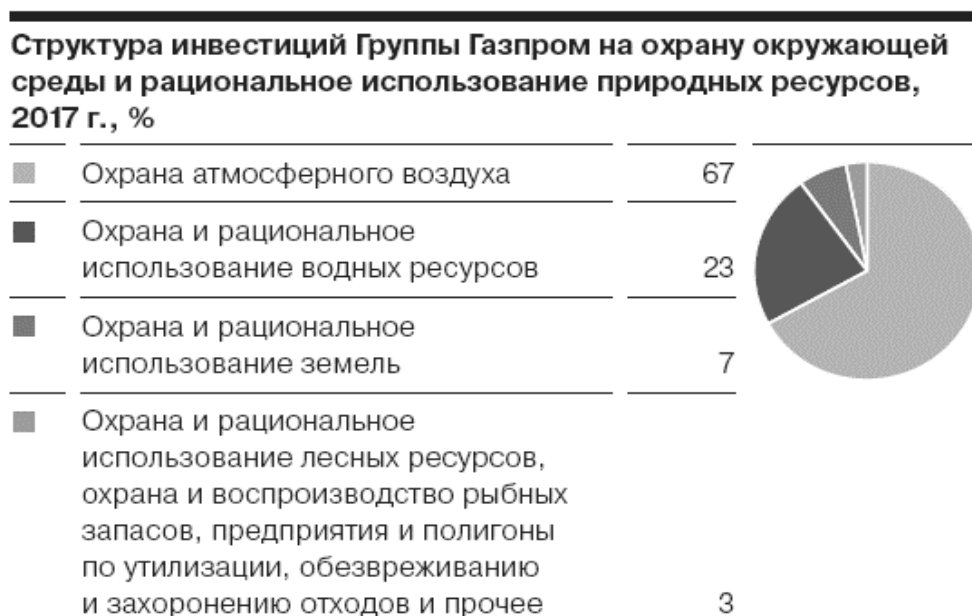 Структура инвестиций Группы Газпром на охрану окружающей
среды и рациональное использование природных ресурсов,
2017 г., %
Охрана атмосферного воздуха 67
Охрана и рациональное
использование водных ресурсов 23
Охрана и рациональное
использование земель 7
Охрана и рациональное
использование лесных ресурсов,
охрана и воспроизводство рыбных
запасов, предприятия и полигоны
по утилизации, обезвреживанию
и захоронению отходов и прочее 3